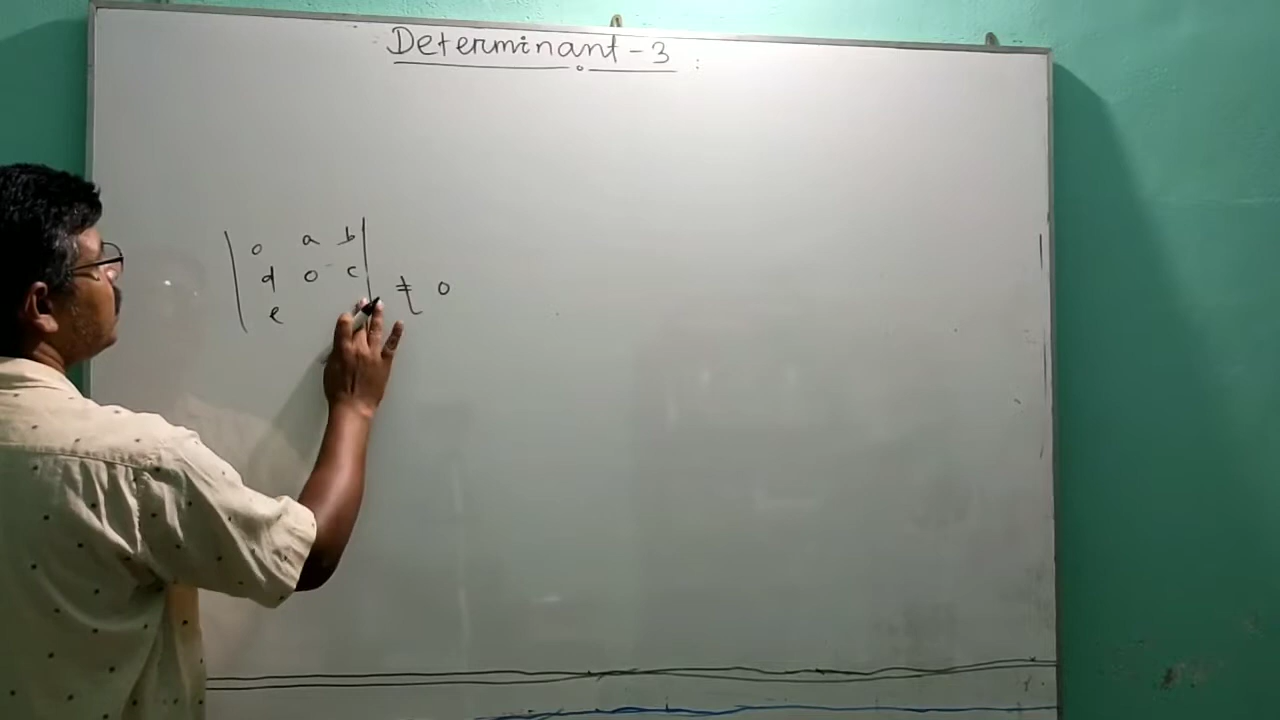 Determinant - 3
| 0 a b |
| d 0 c | ≠ 0
| e